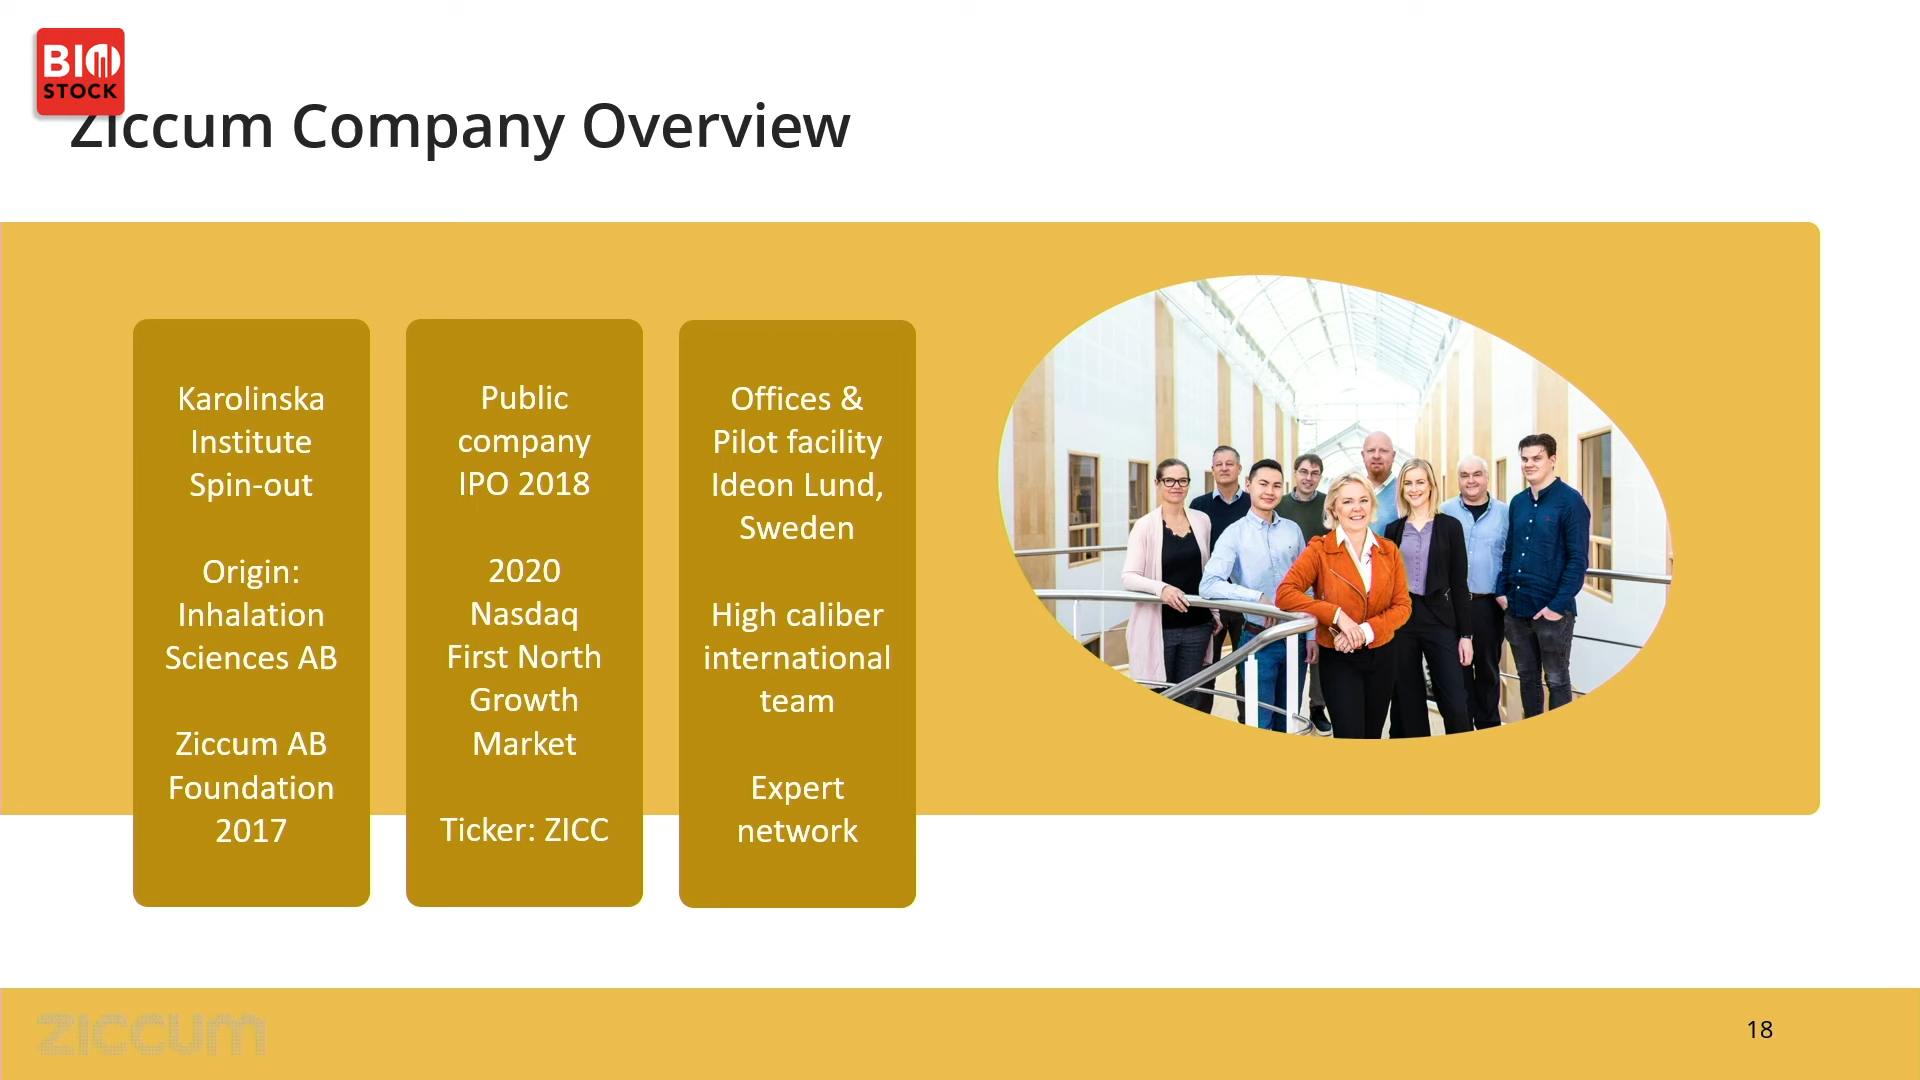 BIO
STOCK
Ziccum Company Overview
Karolinska
Institute
Spin-out
Origin:
Inhalation
Sciences AB
Ziccum AB
Foundation
2017
Public
company
IPO 2018
2020
Nasdaq
First North
Growth
Market
Ticker: ZICC
Offices &
Pilot facility
Ideon Lund,
Sweden
High caliber
international
team
Expert
network
ziccum
18